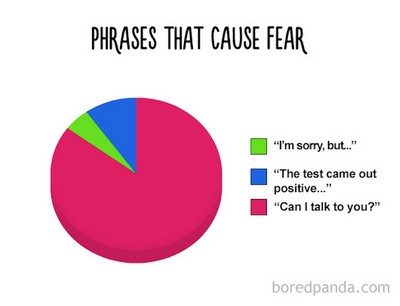 PHRASES THAT CAUSE FEAR
“I’m sorry, but...”
“The test came out
positive...”
“Can I talk to you?”
boredpanda.com